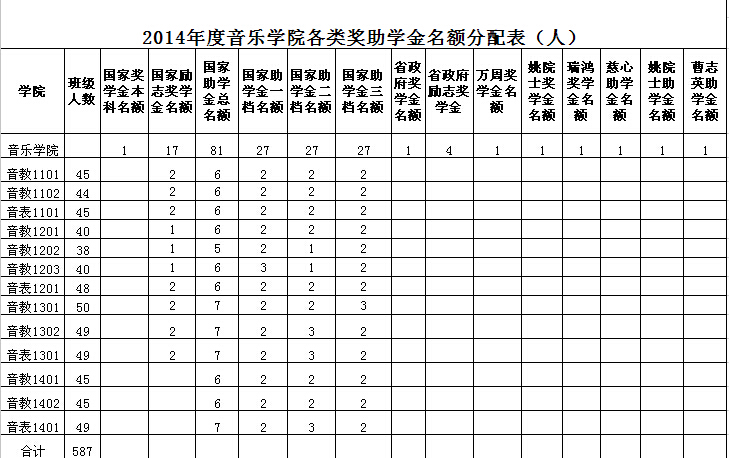 2014年度音乐学院各类奖助学金名额分配表（人）
学院 班级人数 国家奖学金本科名额 国家励志奖学金名额 国家助学金总名额 国家助学金一档名额 国家助学金二档名额 国家助学金三档名额 省政府奖学金名额 省政府励志奖学金 万周奖学金名额 姚院士奖学金名额 瑞鸿奖学金名额 慈心助学金名额 姚院士助学金名额 曹志英助学金名额
音乐学院 1 17 81 27 27 27 1 4 1 1 1 1 1 1
音教1101 45 2 6 2 2 2
音教1102 44 2 6 2 2 2
音表1101 45 2 6 2 2 2
音教1201 40 1 6 2 2 2
音教1202 38 1 5 2 1 2
音教1203 40 1 6 3 1 2
音表1201 48 2 6 2 2 2
音教1301 50 2 7 2 2 3
音教1302 49 2 7 2 3 2
音表1301 49 2 7 2 3 2
音教1401 45 6 2 2 2
音教1402 45 6 2 2 2
音表1401 49 7 2 3 2
合计 587